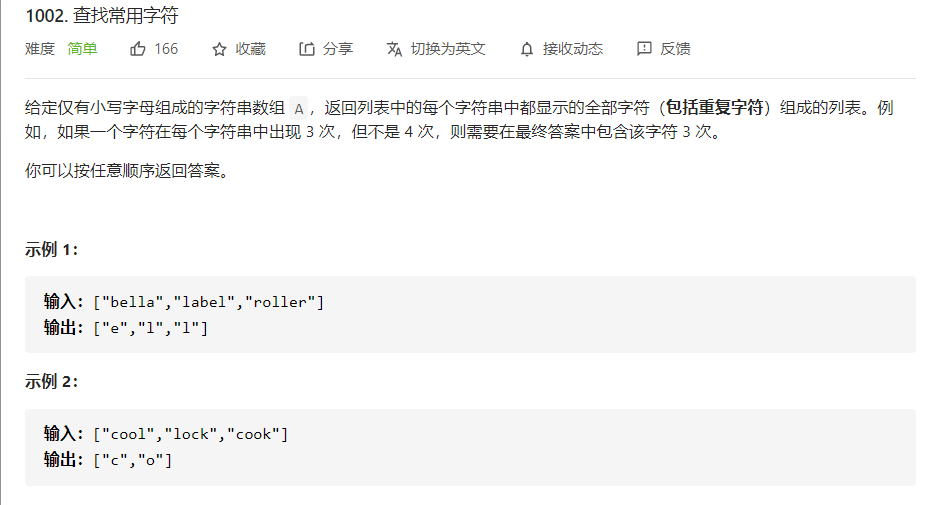 1002. 查找常用字符
难度 简单 166 收藏 分享 切换为英文 接收动态 反馈
给定仅有小写字母组成的字符串数组 A，返回列表中的每个字符串中都显示的全部字符（包括重复字符）组成的列表。例
如，如果一个字符在每个字符串中出现 3 次，但不是 4 次，则需要在最终答案中包含该字符 3 次。
你可以按任意顺序返回答案。
示例 1：
输入：["bella","label","roller"]
输出：["e","l","l"]
示例 2：
输入：["cool","lock","cook"]
输出：["c","o"]